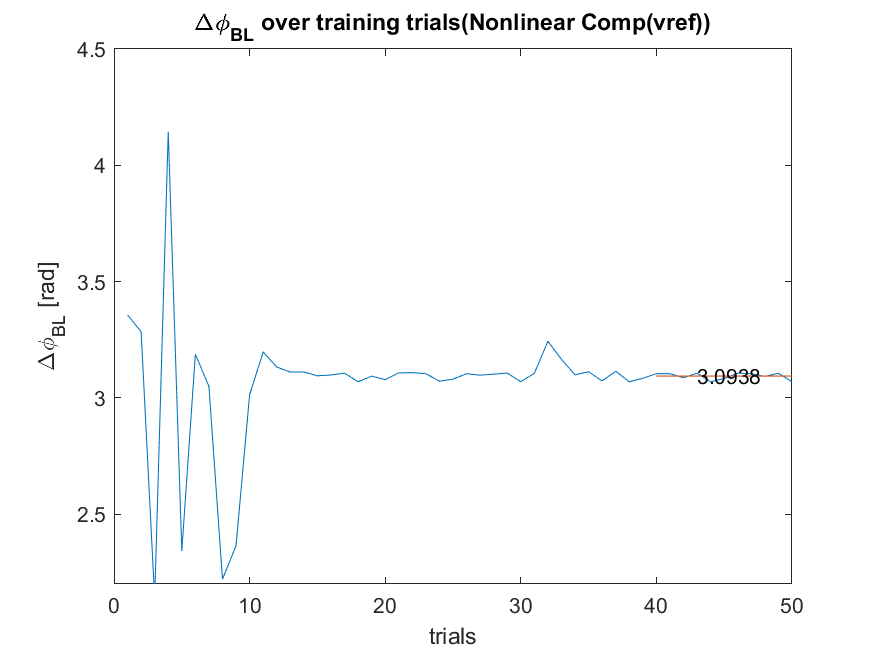 Δϕ_BL over training trials(Nonlinear Comp(vref))
4.5
4
3.5
3
2.5
Δϕ_BL [rad]
3.0938
0 10 20 30 40 50
trials